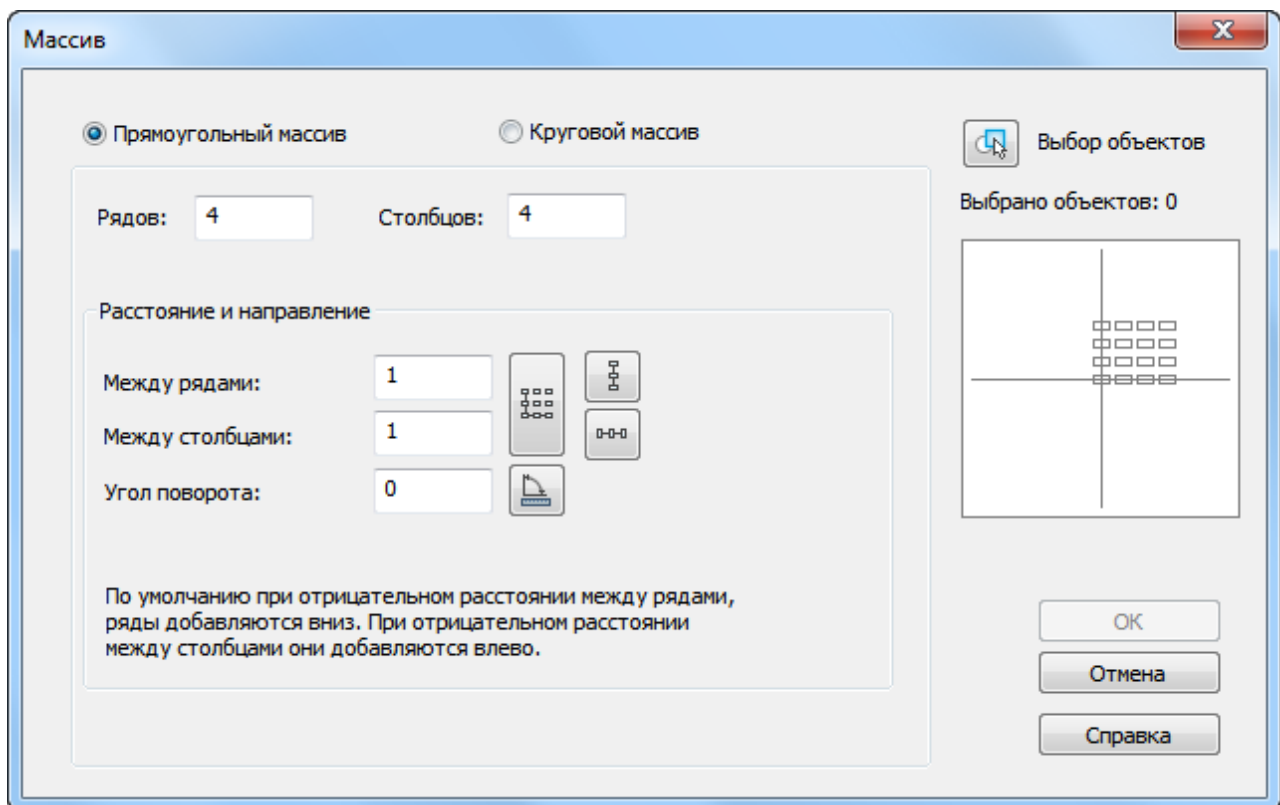 Массив
Прямоугольный массив
Круговой массив
Выбор объектов
Рядов: 4
Столбцов: 4
Выбрано объектов: 0
Расстояние и направление
Между рядами: 1
Между столбцами: 1
Угол поворота: 0
По умолчанию при отрицательном расстоянии между рядами,
ряды добавляются вниз. При отрицательном расстоянии
между столбцами они добавляются влево.
OK
Отмена
Справка